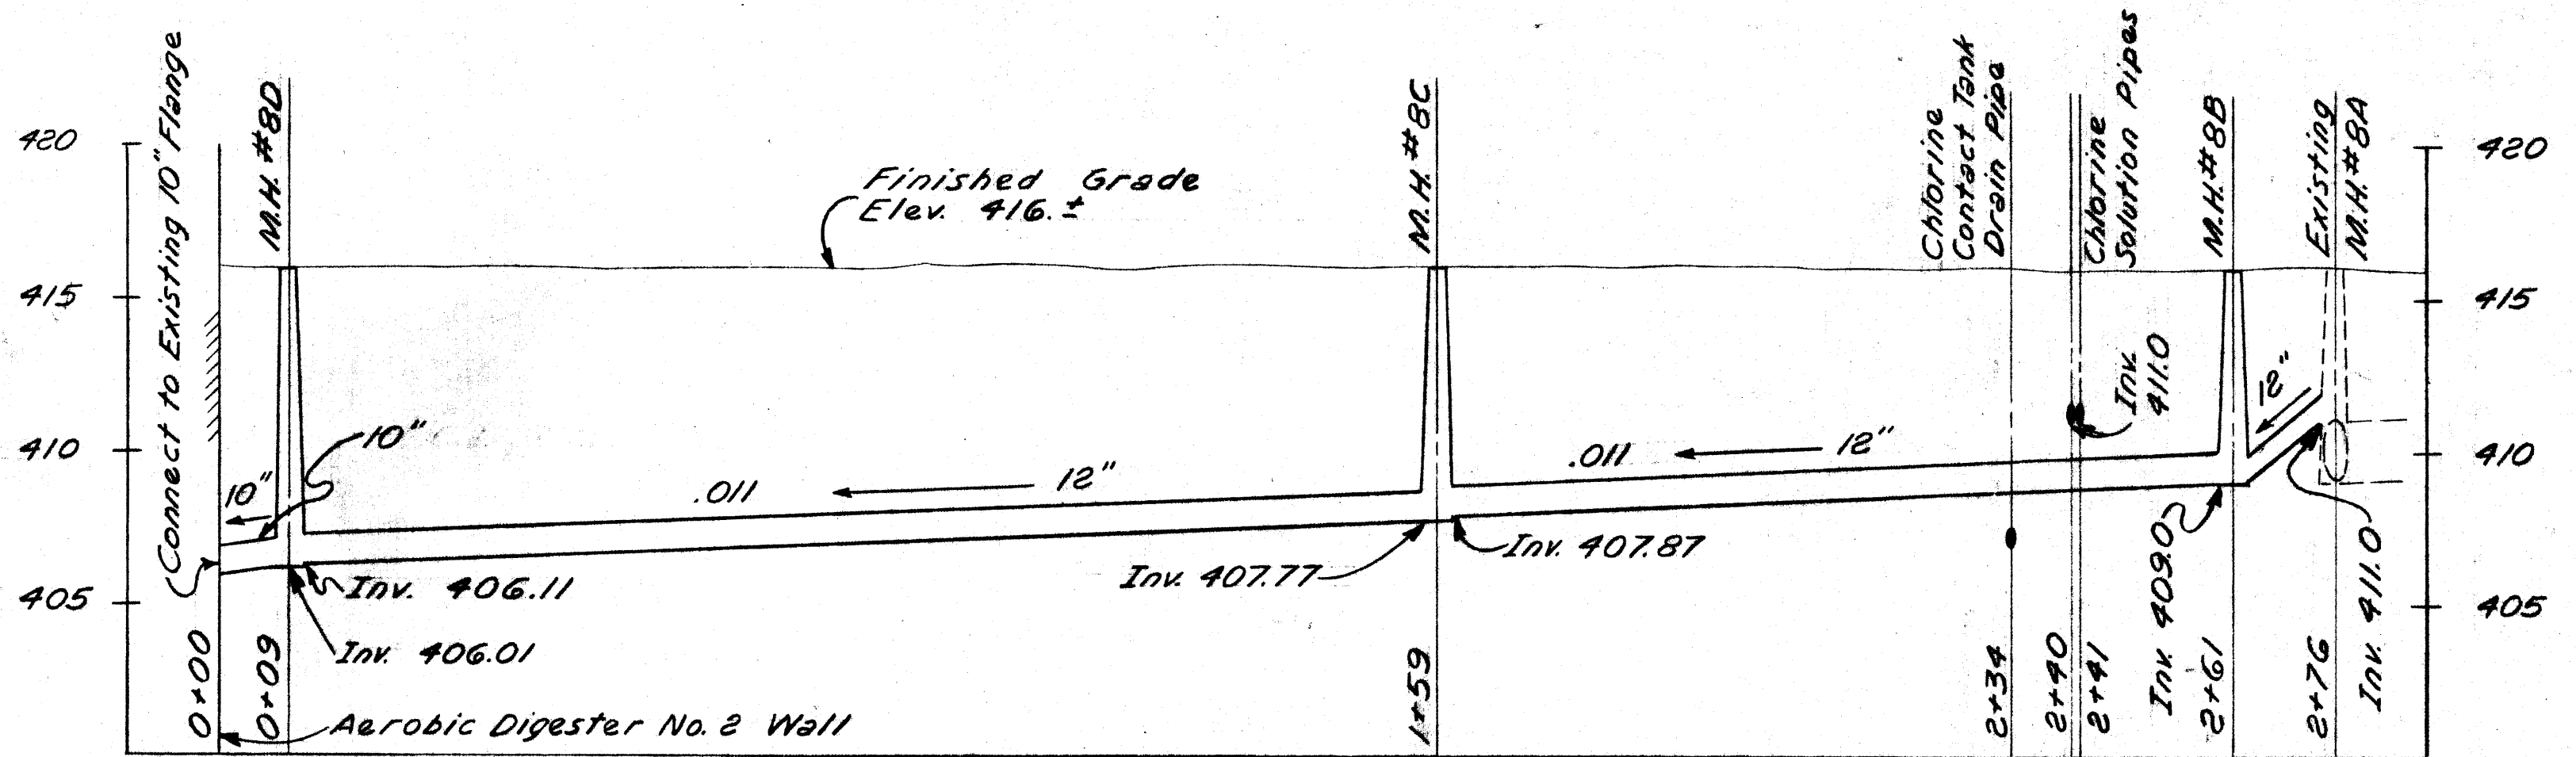 Connect to Existing 10" Flange
M.H. #8D
M.H. #8C
Chlorine
Contact Tank
Drain Pipe
Chlorine
Solution Pipes
M.H. #8B
Existing
M.H. #8A
420
415
410
405
420
415
410
405
Finished Grade
Elev. 416.±
10"
10"
.011
12"
.011
12"
12"
Inv.
411.0
Inv. 406.11
Inv. 406.01
Inv. 407.77
Inv. 407.87
Inv. 409.0
Inv. 411.0
0+00
0+09
1+59
2+34
2+40
2+41
2+61
2+76
Aerobic Digester No. 2 Wall